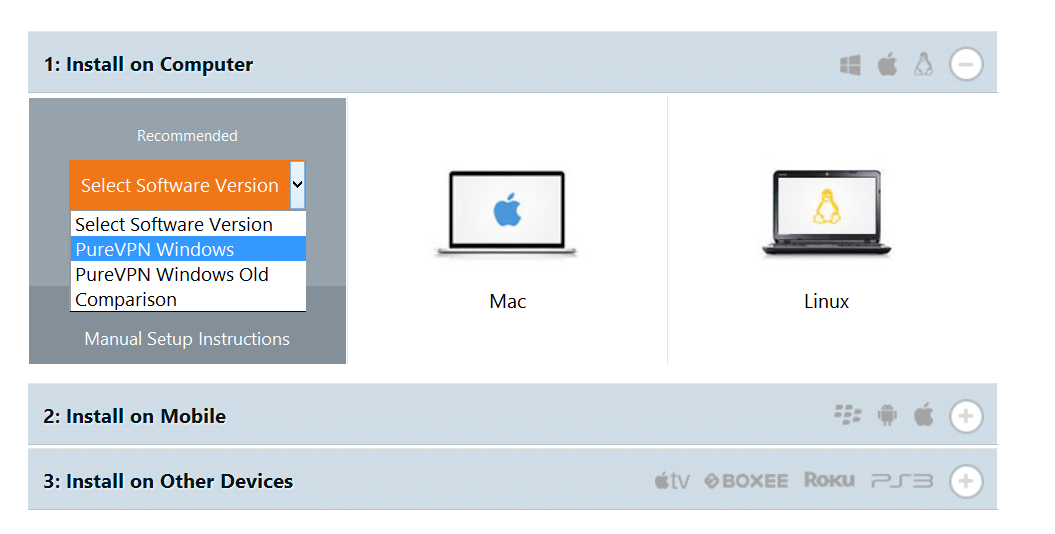 1: Install on Computer
Recommended
Select Software Version
Select Software Version
PureVPN Windows
PureVPN Windows Old
Comparison
Manual Setup Instructions
Mac
Linux
2: Install on Mobile
3: Install on Other Devices
tv BOXEE ROKU PS3